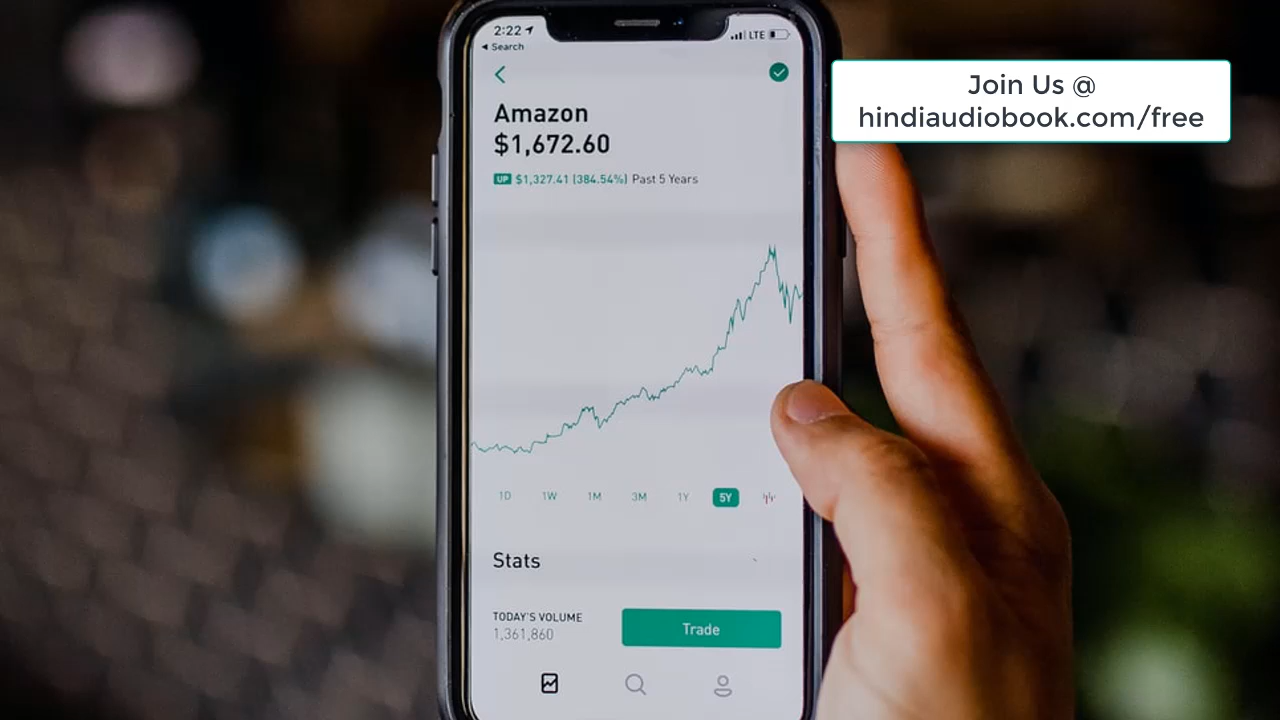 2:22
LTE
Search
Join Us @
hindiaudiobook.com/free
Amazon
$1,672.60
UP $1,327.41 (384.54%) Past 5 Years
1D 1W 1M 3M 1Y 5Y
Stats
TODAY'S VOLUME
1,361,860
Trade